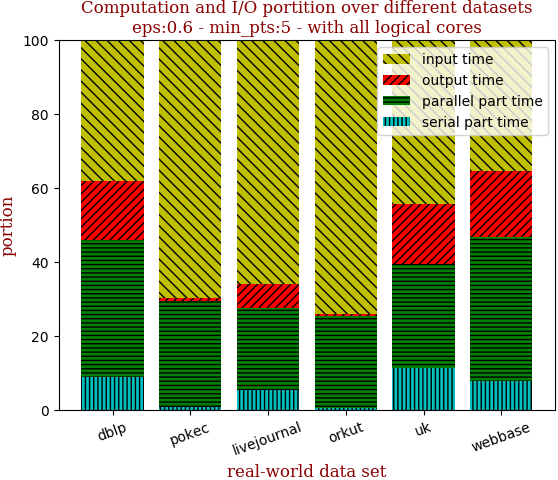 Computation and I/O portition over different datasets
eps:0.6 - min_pts:5 - with all logical cores
100
80
60
40
20
0
portion
input time
output time
parallel part time
serial part time
dblp
pokec
livejournal
orkut
uk
webbase
real-world data set